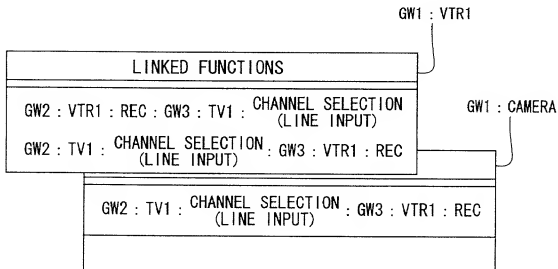 GW1 : VTR1
LINKED FUNCTIONS
GW2 : VTR1 : REC : GW3 : TV1 : CHANNEL SELECTION (LINE INPUT)
GW2 : TV1 : CHANNEL SELECTION (LINE INPUT) : GW3 : VTR1 : REC
GW1 : CAMERA
GW2 : TV1 : CHANNEL SELECTION (LINE INPUT) : GW3 : VTR1 : REC